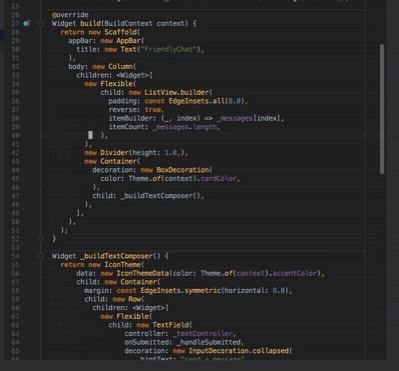 25
26 @override
27 Widget build(BuildContext context) {
28 return new Scaffold(
29 appBar: new AppBar(
30 title: new Text("FriendlyChat"),
31 ),
32 body: new Column(
33 children: <Widget>[
34 new Flexible(
35 child: new ListView.builder(
36 padding: const EdgeInsets.all(8.0),
37 reverse: true,
38 itemBuilder: (_, index) => _messages[index],
39 itemCount: _messages.length,
40 ),
41 ),
42 new Divider(height: 1.0,),
43 new Container(
44 decoration: new BoxDecoration(
45 color: Theme.of(context).cardColor,
46 ),
47 child: _buildTextComposer(),
48 ),
49 ],
50 ),
51 );
52 }
53
54 Widget _buildTextComposer() {
55 return new IconTheme(
56 data: new IconThemeData(color: Theme.of(context).accentColor),
57 child: new Container(
58 margin: const EdgeInsets.symmetric(horizontal: 8.0),
59 child: new Row(
60 children: <Widget>[
61 new Flexible(
62 child: new TextField(
63 controller: _textController,
64 onSubmitted: _handleSubmitted,
65 decoration: new InputDecoration.collapsed(
66 hintText: "send a message"